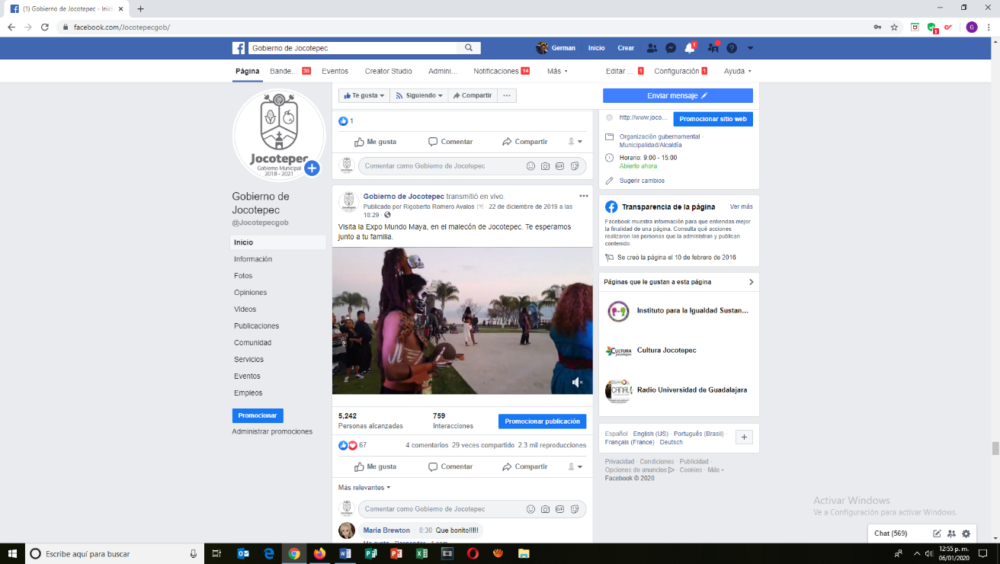 (1) Gobierno de Jocotepec - Inici
facebook.com/Jocotepecgob/
G
Gobierno de Jocotepec
German Inicio Crear 1
Página Bande... 36 Eventos Creator Studio Admini... Notificaciones 14 Más Editar ... 1 Configuración 1 Ayuda
Te gusta Siguiendo Compartir ... Enviar mensaje
Jocotepec
Gobierno Municipal
2018 - 2021
Gobierno de
Jocotepec
@Jocotepecgob
Inicio
Información
Fotos
Opiniones
Videos
Publicaciones
Comunidad
Servicios
Eventos
Empleos
Promocionar
Administrar promociones
1
Me gusta Comentar Compartir
Comentar como Gobierno de Jocotepec
Gobierno de Jocotepec transmitió en vivo.
Publicado por Rigoberto Romero Avalos [?] · 22 de diciembre de 2019 a las
18:29 ·
Visita la Expo Mundo Maya, en el malecón de Jocotepec. Te esperamos
junto a tu familia.
5,242 759
Personas alcanzadas Interacciones Promocionar publicación
67 4 comentarios 29 veces compartido 2.3 mil reproducciones
Me gusta Comentar Compartir
Más relevantes
Comentar como Gobierno de Jocotepec
Maria Brewton · 0:30 Que bonito!!!!!
http://www.joco... Promocionar sitio web
Organización gubernamental ·
Municipalidad/Alcaldía
Horario: 9:00 - 15:00
Abierto ahora
Sugerir cambios
Transparencia de la página Ver más
Facebook muestra información para que entiendas mejor
la finalidad de una página. Consulta qué acciones
realizaron las personas que la administran y publican
contenido.
Se creó la página el 10 de febrero de 2016
Páginas que le gustan a esta página
Instituto para la Igualdad Sustan...
CULTURA
Jocotepec
Cultura Jocotepec
CANAL
Radio Universidad de Guadalajara
Español · English (US) · Português (Brasil) ·
Français (France) · Deutsch
Privacidad · Condiciones · Publicidad ·
Opciones de anuncios · Cookies · Más
Facebook © 2020
Activar Windows
Ve a Configuración para activar Windows.
Chat (569)
Escribe aquí para buscar
12:55 p. m.
06/01/2020